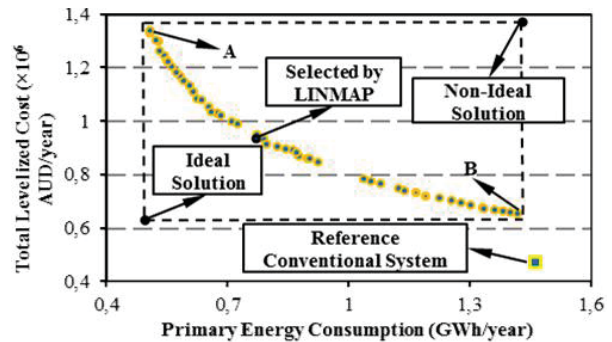 Total Levelized Cost (×10⁶
AUD/year)
1,4
1,2
1
0,8
0,6
0,4
A
Selected by
LINMAP
Non-Ideal
Solution
Ideal
Solution
B
Reference
Conventional System
0,4
0,7
1
1,3
1,6
Primary Energy Consumption (GWh/year)